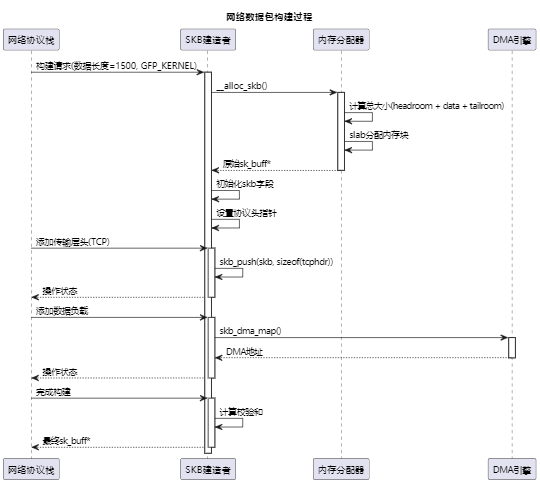 网络数据包构建过程
网络协议栈 SKB建造者 内存分配器 DMA引擎
构建请求(数据长度=1500, GFP_KERNEL)
__alloc_skb()
计算总大小(headroom + data + tailroom)
slab分配内存块
原始sk_buff*
初始化skb字段
设置协议头指针
添加传输层头(TCP)
skb_push(skb, sizeof(tcphdr))
操作状态
添加数据负载
skb_dma_map()
DMA地址
操作状态
完成构建
计算校验和
最终sk_buff*
网络协议栈 SKB建造者 内存分配器 DMA引擎